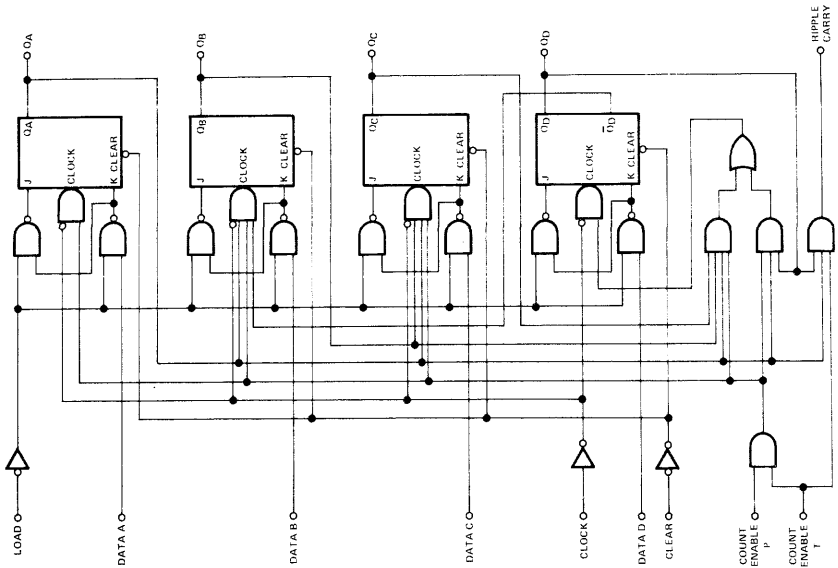 LOAD
J QA QA
CLOCK
DATA A
K CLEAR
J QB QB
CLOCK
DATA B
K CLEAR
J QC QC
CLOCK
DATA C
K CLEAR
J QD QD
CLOCK
CLOCK
DATA D
K CLEAR Q̅D
CLEAR
COUNT
ENABLE
P
COUNT
ENABLE
T
RIPPLE
CARRY